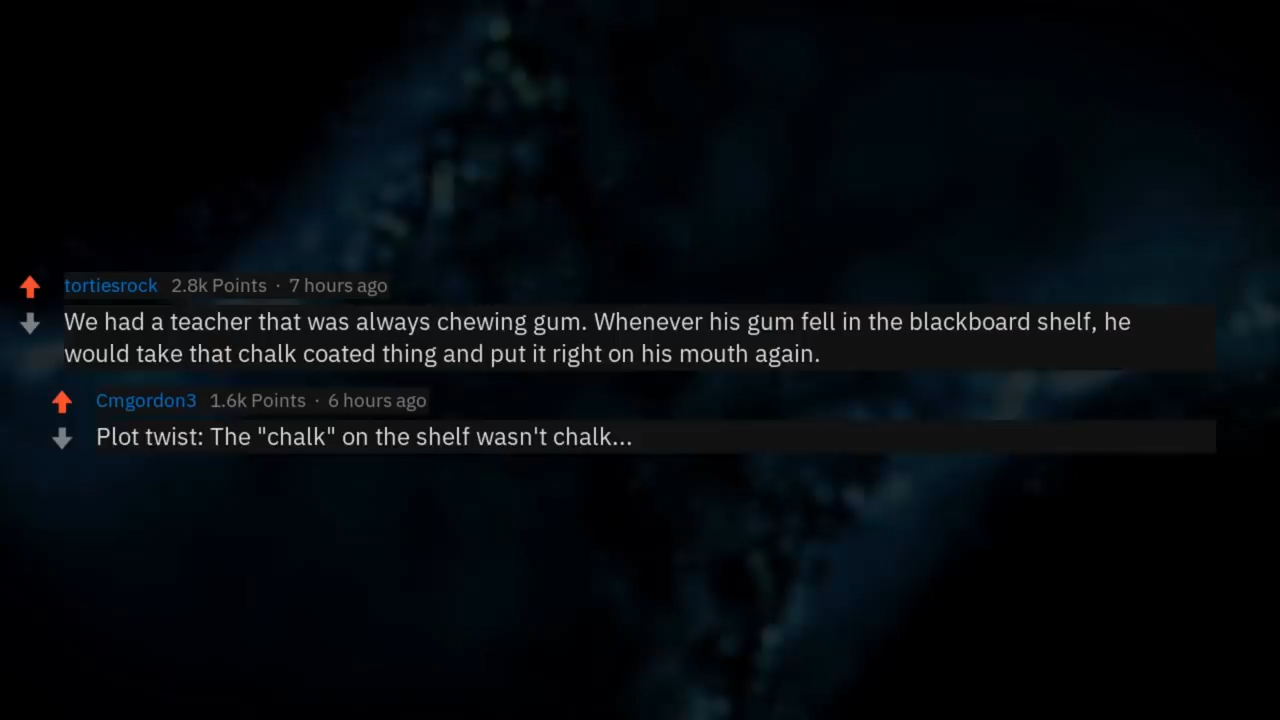 tortiesrock 2.8k Points · 7 hours ago
We had a teacher that was always chewing gum. Whenever his gum fell in the blackboard shelf, he
would take that chalk coated thing and put it right on his mouth again.
Cmgordon3 1.6k Points · 6 hours ago
Plot twist: The "chalk" on the shelf wasn't chalk...